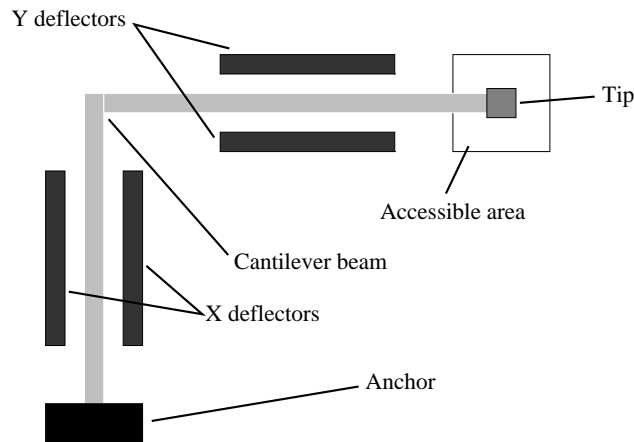 Y deflectors
Tip
Accessible area
Cantilever beam
X deflectors
Anchor